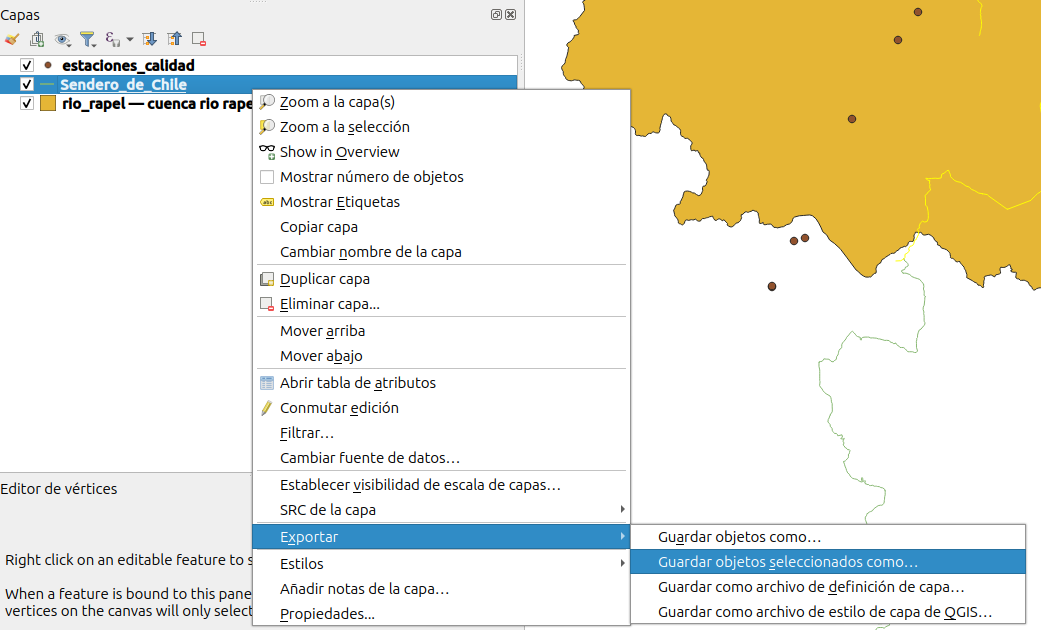 Capas
estaciones_calidad
Sendero_de_Chile
rio_rapel — cuenca rio rape
Zoom a la capa(s)
Zoom a la selección
Show in Overview
Mostrar número de objetos
Mostrar Etiquetas
Copiar capa
Cambiar nombre de la capa
Duplicar capa
Eliminar capa...
Mover arriba
Mover abajo
Abrir tabla de atributos
Conmutar edición
Filtrar...
Cambiar fuente de datos...
Establecer visibilidad de escala de capas...
SRC de la capa
Exportar
Estilos
Añadir notas de la capa...
Propiedades...
Guardar objetos como...
Guardar objetos seleccionados como...
Guardar como archivo de definición de capa...
Guardar como archivo de estilo de capa de QGIS...
Editor de vértices
Right click on an editable feature to s
When a feature is bound to this pane
vertices on the canvas will only select